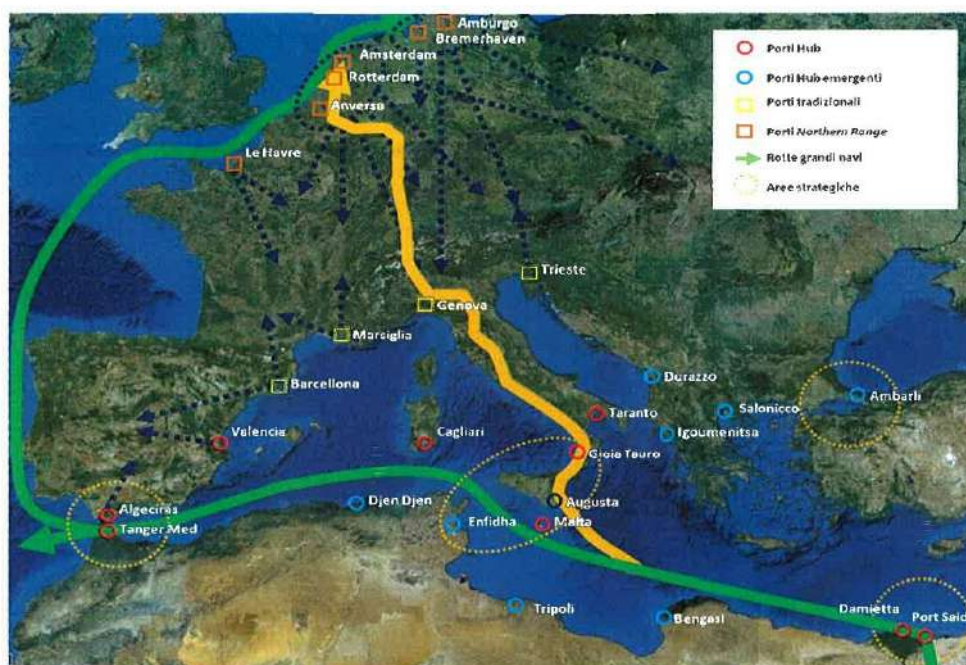 Amburgo
Bremerhaven
Amsterdam
Rotterdam
Anversa
Le Havre
Trieste
Genova
Marsiglia
Barcellona
Durazzo
Ambarli
Taranto
Salonicco
Valencia
Cagliari
Igoumenitsa
Gioia Tauro
Algeciras
Djen Djen
Augusta
Tanger Med
Enfidha
Malta
Tripoli
Bengasi
Damietta
Port Said
Porti Hub
Porti Hub emergenti
Porti tradizionali
Porti Northern Range
Rotte grandi navi
Aree strategiche